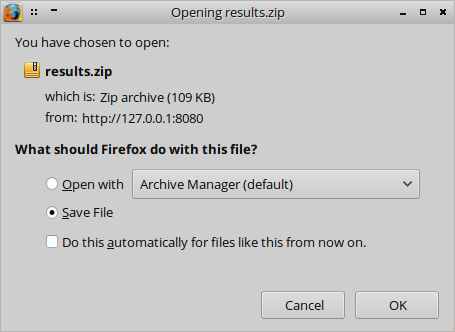 Opening results.zip
You have chosen to open:
results.zip
which is: Zip archive (109 KB)
from: http://127.0.0.1:8080
What should Firefox do with this file?
Open with Archive Manager (default)
Save File
Do this automatically for files like this from now on.
Cancel OK